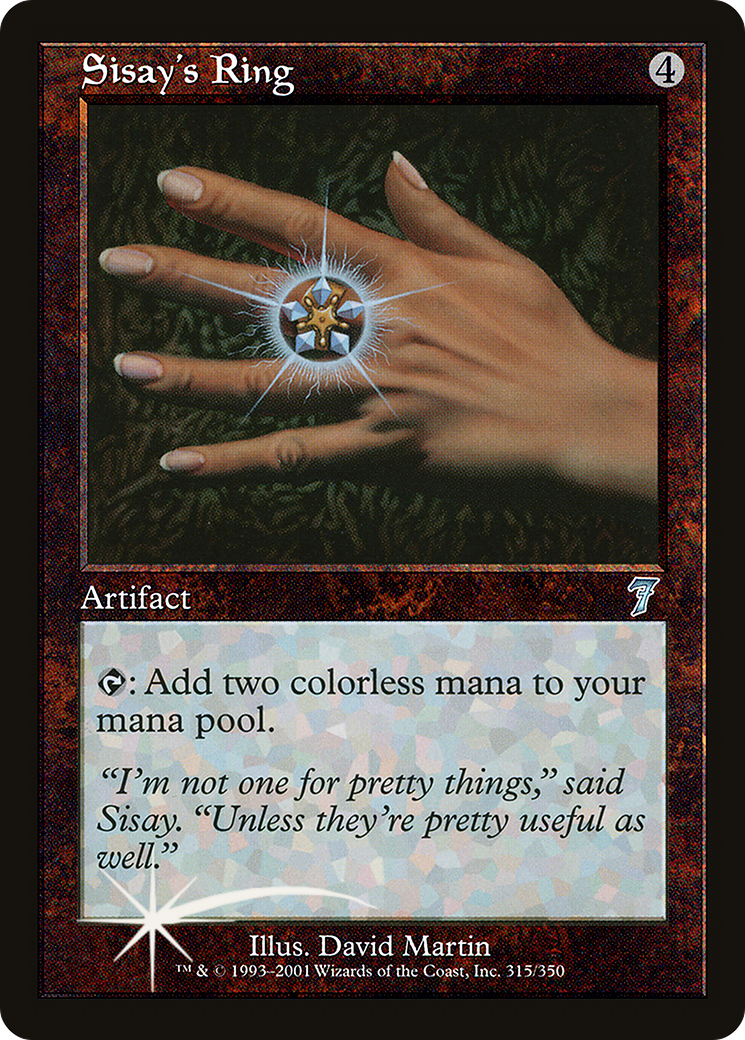 Sisay's Ring 4
Artifact 7
: Add two colorless mana to your
mana pool.
“I'm not one for pretty things,” said
Sisay. “Unless they're pretty useful as
well.”
Illus. David Martin
™ & © 1993–2001 Wizards of the Coast, Inc. 315/350